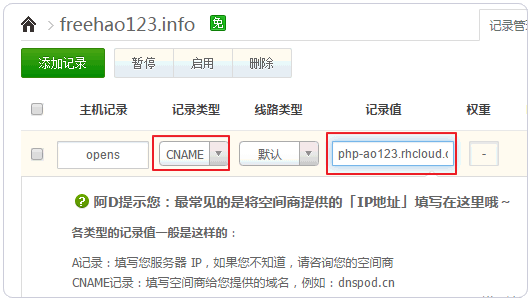 freehao123.info 免
记录管
添加记录 暂停 启用 删除
主机记录 记录类型 线路类型 记录值 权重
opens CNAME 默认 php-ao123.rhcloud.c -
阿D提示您：最常见的是将空间商提供的「IP地址」填写在这里哦～
各类型的记录值一般是这样的：
A记录：填写您服务器 IP，如果您不知道，请咨询您的空间商
CNAME记录：填写空间商给您提供的域名，例如：dnspod.cn